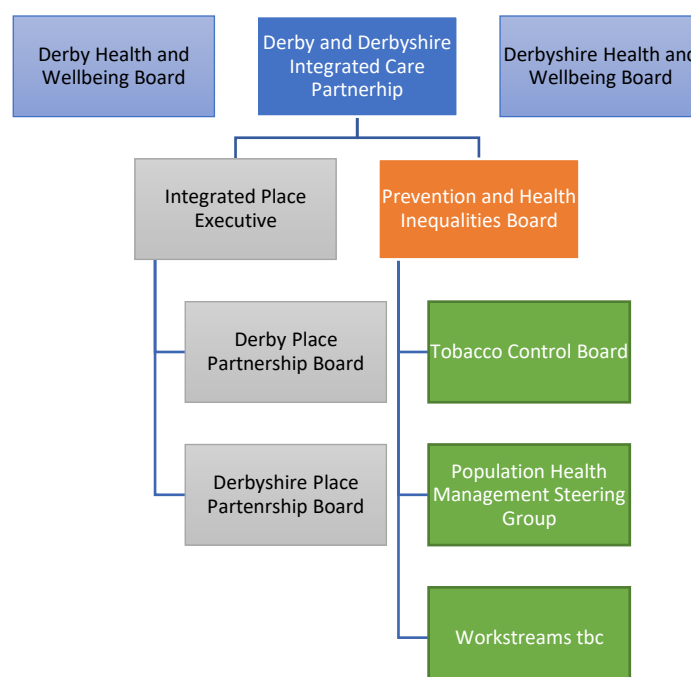 Derby Health and
Wellbeing Board
Derby and Derbyshire
Integrated Care
Partnerhip
Derbyshire Health and
Wellbeing Board
Integrated Place
Executive
Prevention and Health
Inequalities Board
Derby Place
Partnership Board
Tobacco Control Board
Derbyshire Place
Partenrship Board
Population Health
Management Steering
Group
Workstreams tbc